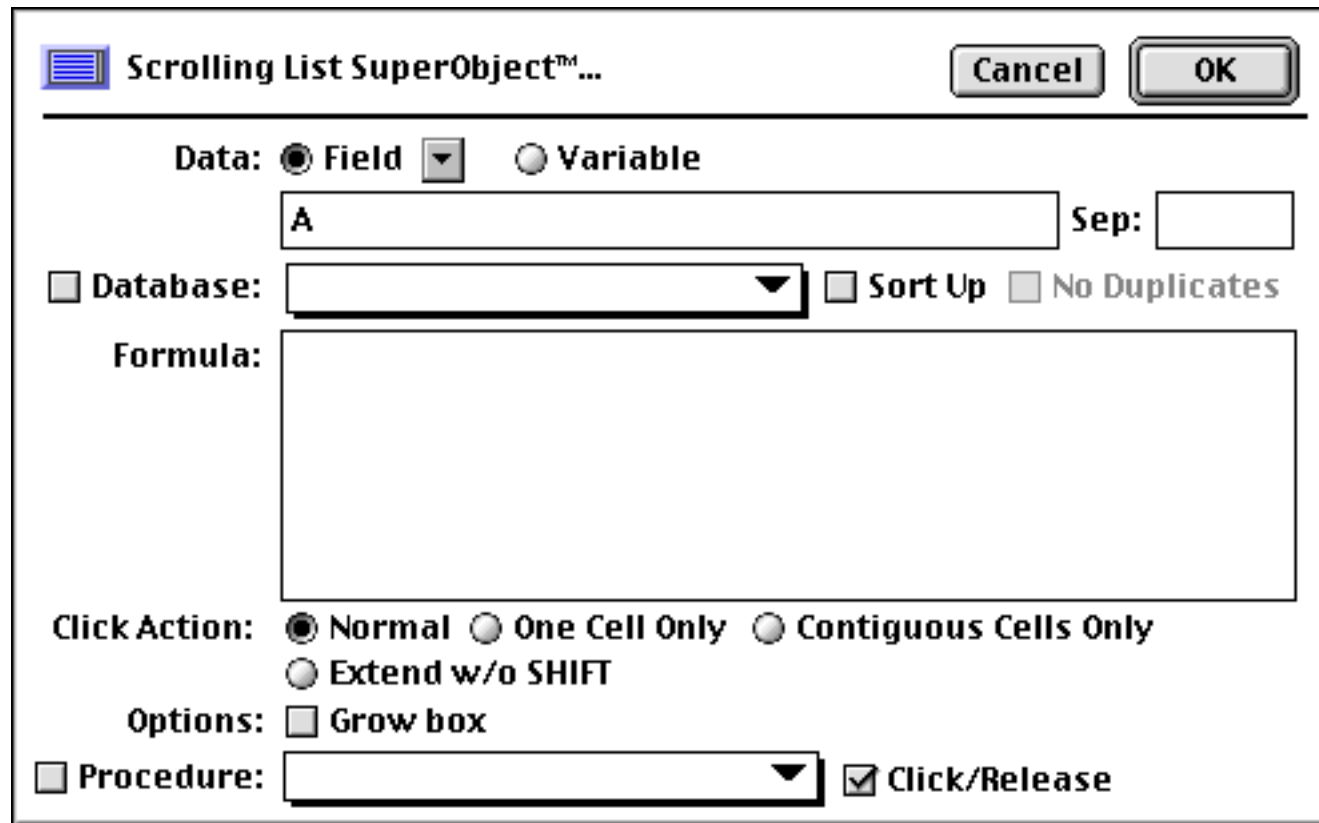 Scrolling List SuperObject™... Cancel OK
Data: Field Variable
A Sep:
Database: Sort Up No Duplicates
Formula:
Click Action: Normal One Cell Only Contiguous Cells Only
Extend w/o SHIFT
Options: Grow box
Procedure: Click/Release